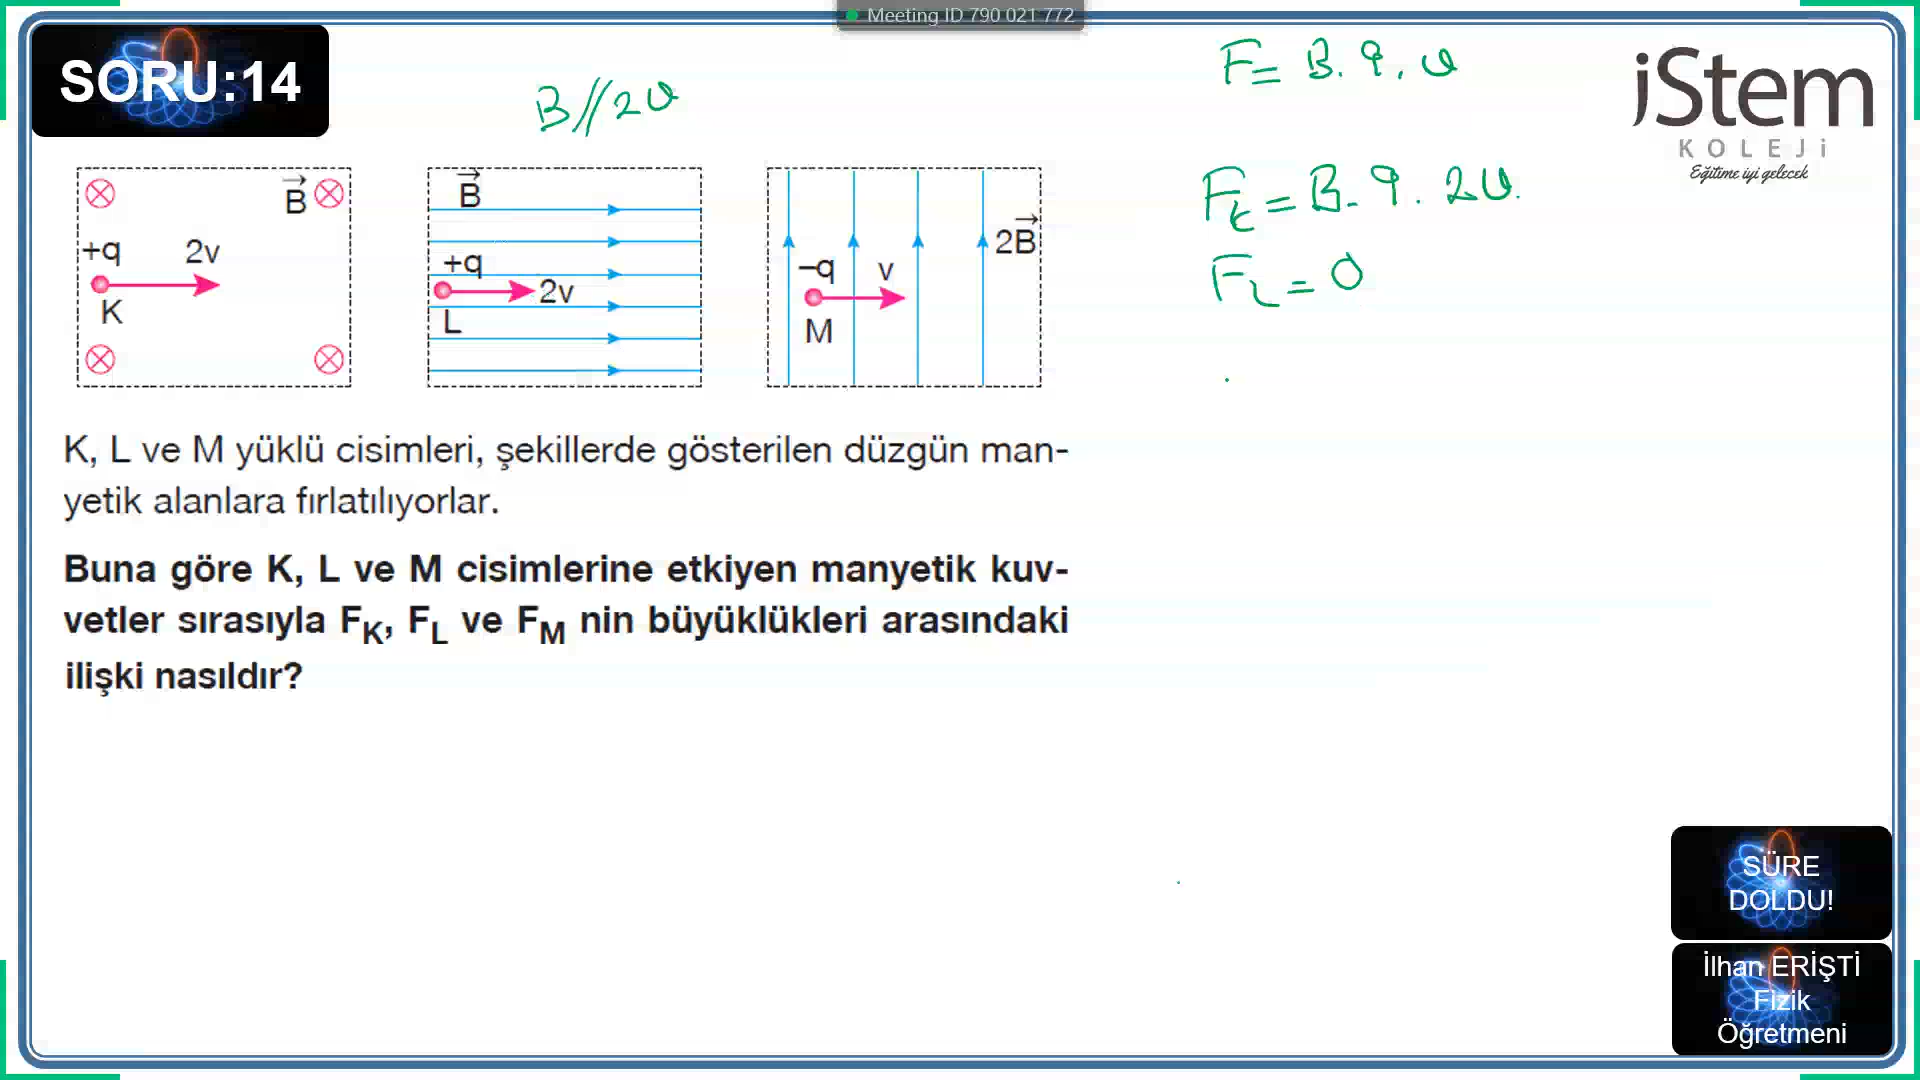 Meeting ID 790 021 772
SORU:14
B//2v
F = B. q. v
iSTem
KOLEJİ
Eğitime iyi gelecek
F_K = B. q. 2v.
F_L = 0
B
+q
2v
K
B
+q
2v
L
2B
−q
v
M
K, L ve M yüklü cisimleri, şekillerde gösterilen düzgün man-
yetik alanlara fırlatılıyorlar.
Buna göre K, L ve M cisimlerine etkiyen manyetik kuv-
vetler sırasıyla F_K, F_L ve F_M nin büyüklükleri arasındaki
ilişki nasıldır?
SÜRE
DOLDU!
İlhan ERİŞTİ
Fizik
Öğretmeni